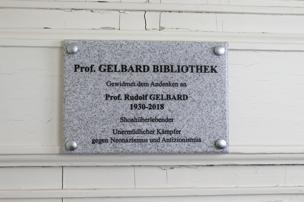 Prof. GELBARD BIBLIOTHEK
Gewidmet dem Andenken an
Prof. Rudolf GELBARD
1930-2018
Shoahüberlebender
Unermüdlicher Kämpfer
gegen Neonazismus und Antizionismus